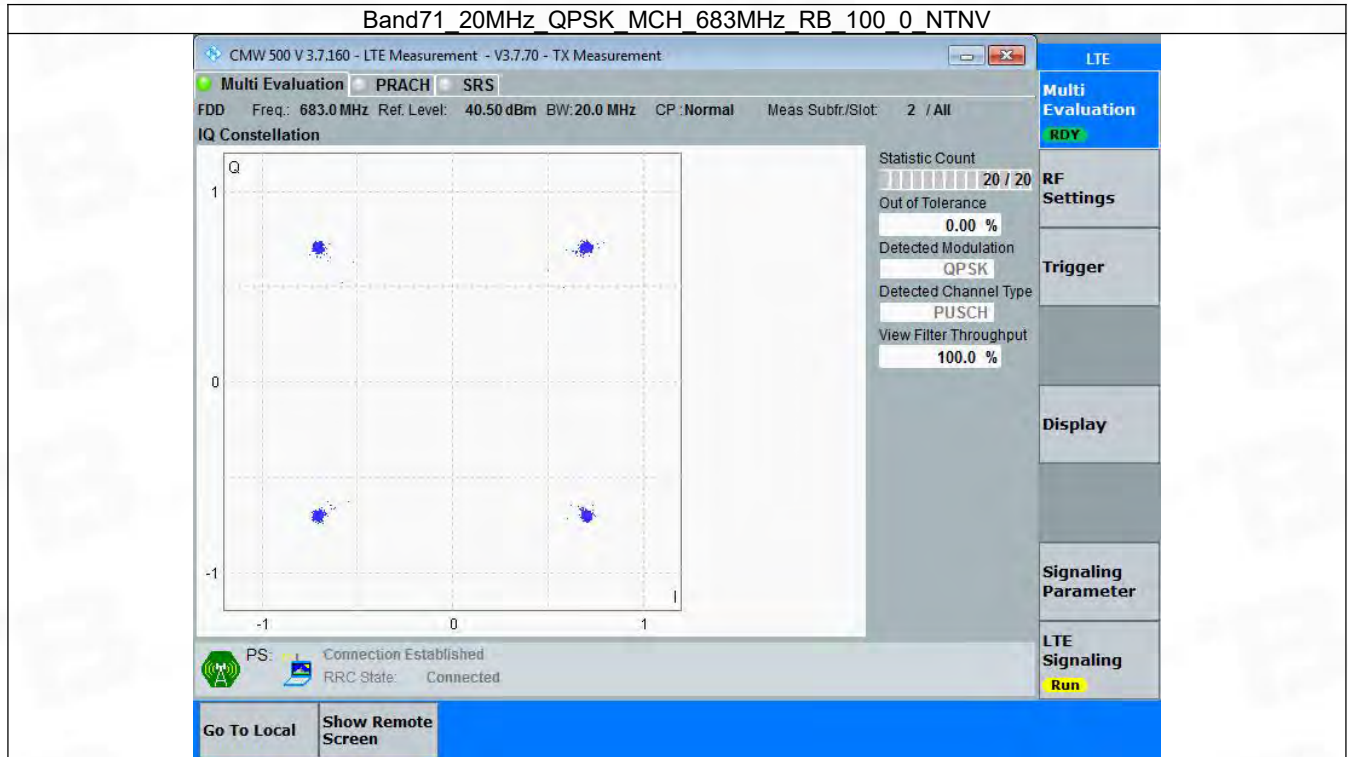 Band71_20MHz_QPSK_MCH_683MHz_RB_100_0_NTNV
CMW 500 V 3.7.160 - LTE Measurement - V3.7.70 - TX Measurement
LTE
Multi Evaluation PRACH SRS
FDD Freq.: 683.0 MHz Ref. Level: 40.50 dBm BW: 20.0 MHz CP :Normal Meas Subfr./Slot: 2 / All
IQ Constellation
Q
1
0
-1
I
-1 0 1
Statistic Count
20 / 20
Out of Tolerance
0.00 %
Detected Modulation
QPSK
Detected Channel Type
PUSCH
View Filter Throughput
100.0 %
Multi
Evaluation
RDY
RF
Settings
Trigger
Display
Signaling
Parameter
LTE
Signaling
Run
PS: Connection Established
RRC State: Connected
Go To Local
Show Remote
Screen